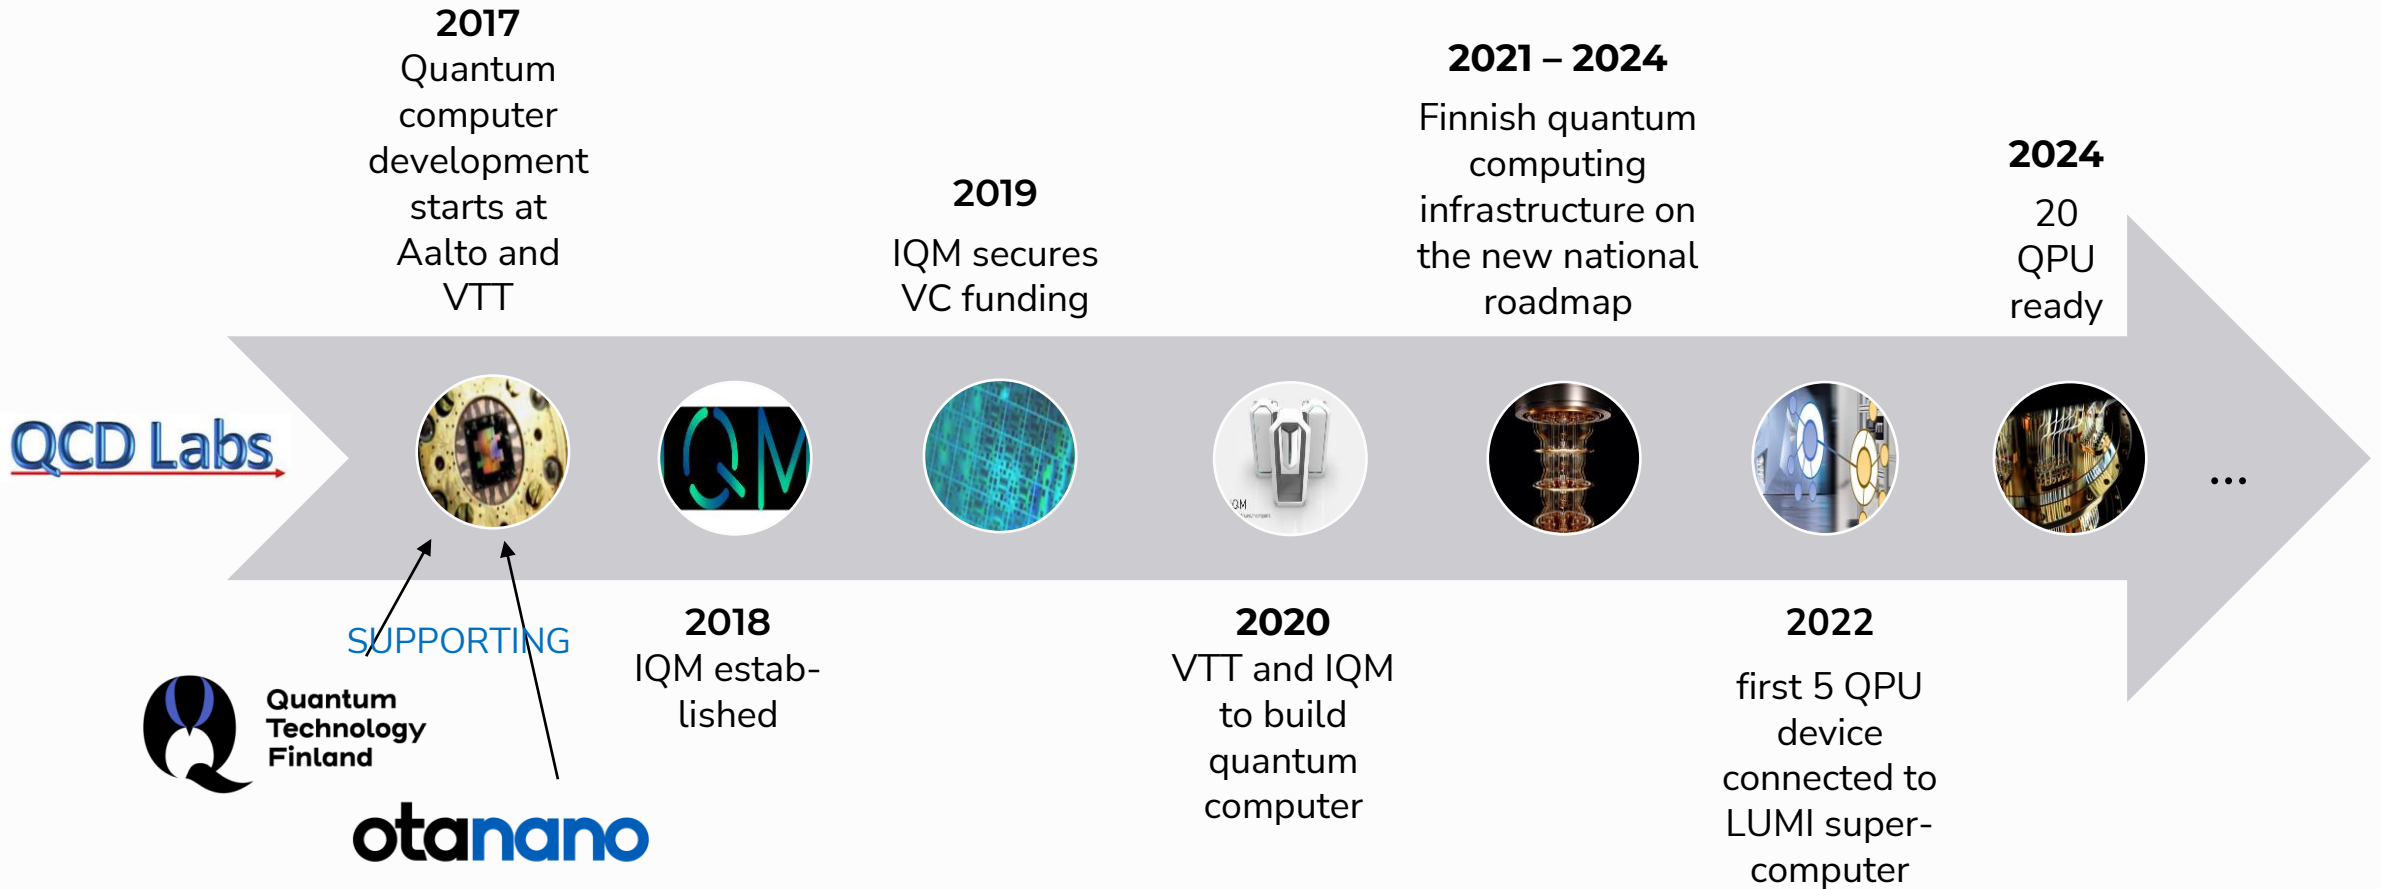 2017
Quantum
computer
development
starts at
Aalto and
VTT
2019
IQM secures
VC funding
2021 – 2024
Finnish quantum
computing
infrastructure on
the new national
roadmap
2024
20
QPU
ready
QCD Labs
QM
QM
...
SUPPORTING
Quantum
Technology
Finland
otanano
2018
IQM estab-
lished
2020
VTT and IQM
to build
quantum
computer
2022
first 5 QPU
device
connected to
LUMI super-
computer